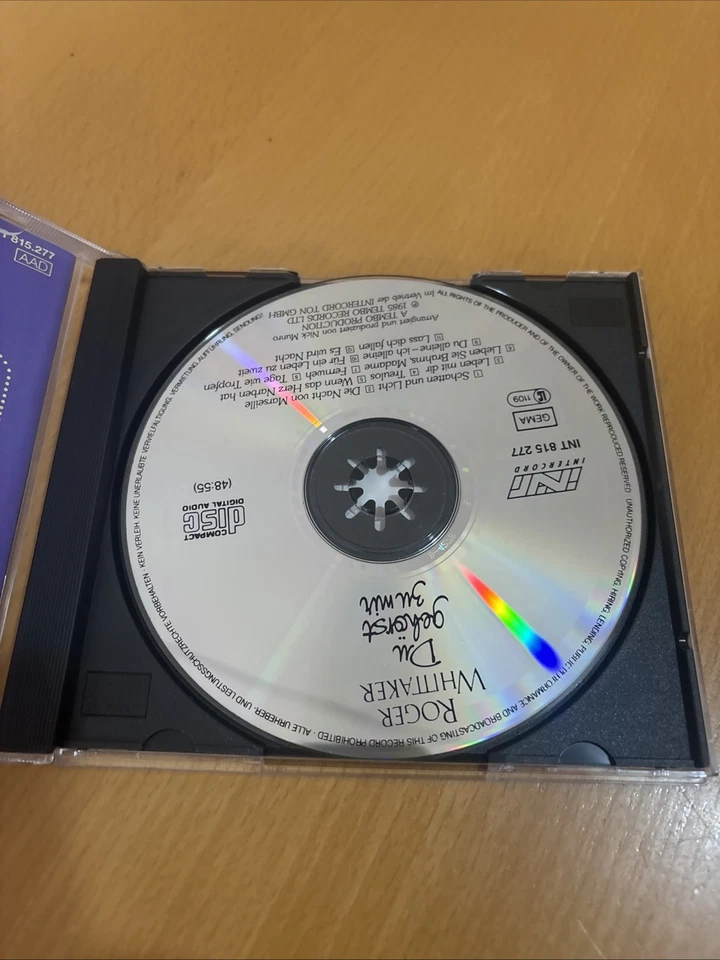 815.277
AAD
ROGER
WHITTAKER
Du
gehörst
zu mir
INT
INTERCORD
INT 815.277
GEMA
LC 1109
COMPACT
disc
DIGITAL AUDIO
(48:55)
1 Schatten und Licht 2 Die Nacht von Marseille
3 Leben mit dir 4 Treulos 5 Wenn das Herz Narben hat
6 Lieben Sie Brahms, Madame 7 Fernweh 8 Tage wie Tropfen
9 Du alleine – ich alleine 10 Für ein Leben zu zweit
11 Lass dich fallen 12 Es wird Nacht
Arrangiert und produziert von Nick Munro
A TEMBO PRODUCTION
℗ 1985 TEMBO RECORDS LTD
Im Vertrieb der INTERCORD TON GMBH
ALL RIGHTS OF THE PRODUCER AND OF THE OWNER OF THE WORK REPRODUCED RESERVED · UNAUTHORIZED COPYING, HIRING, LENDING, PUBLIC PERFORMANCE AND BROADCASTING OF THIS RECORD PROHIBITED · ALLE URHEBER- UND LEISTUNGSSCHUTZRECHTE VORBEHALTEN · KEIN VERLEIH · KEINE UNERLAUBTE VERVIELFÄLTIGUNG, VERMIETUNG, AUFFÜHRUNG, SENDUNG!